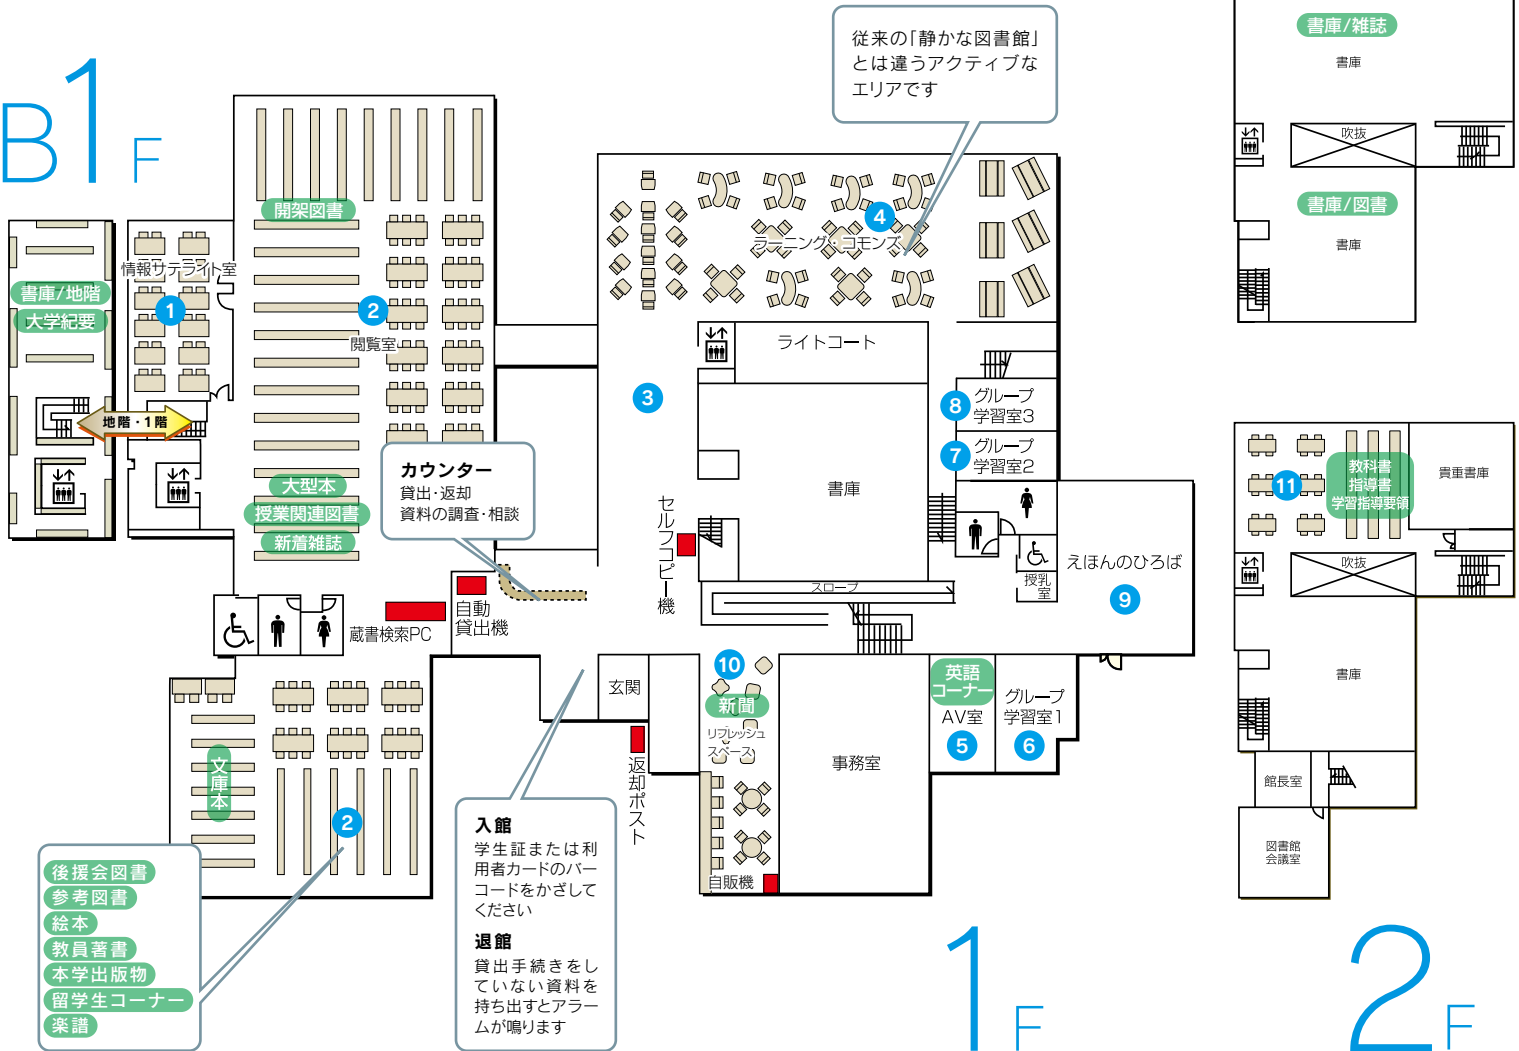 B1F
書庫/地階
大学紀要
情報サテライト室
1
地階・1階
開架図書
2
閲覧室
大型本
授業関連図書
新着雑誌
カウンター
貸出・返却
資料の調査・相談
自動
貸出機
蔵書検索PC
文庫本
2
後援会図書
参考図書
絵本
教員著書
本学出版物
留学生コーナー
楽譜
入館
学生証または利
用者カードのバー
コードをかざして
ください
退館
貸出手続きをし
ていない資料を
持ち出すとアラー
ムが鳴ります
従来の「静かな図書館」
とは違うアクティブな
エリアです
4
ラーニング・コモンズ
ライトコート
3
8
グループ
学習室3
7
グループ
学習室2
書庫
セルフコピー機
スロープ
授乳
室
えほんのひろば
9
玄関
返却ポスト
10
新聞
リフレッシュ
スペース
自販機
事務室
英語
コーナー
AV室
5
グループ
学習室1
6
1F
書庫/雑誌
書庫
吹抜
書庫/図書
書庫
11
教科書
指導書
学習指導要領
貴重書庫
吹抜
書庫
館長室
図書館
会議室
2F